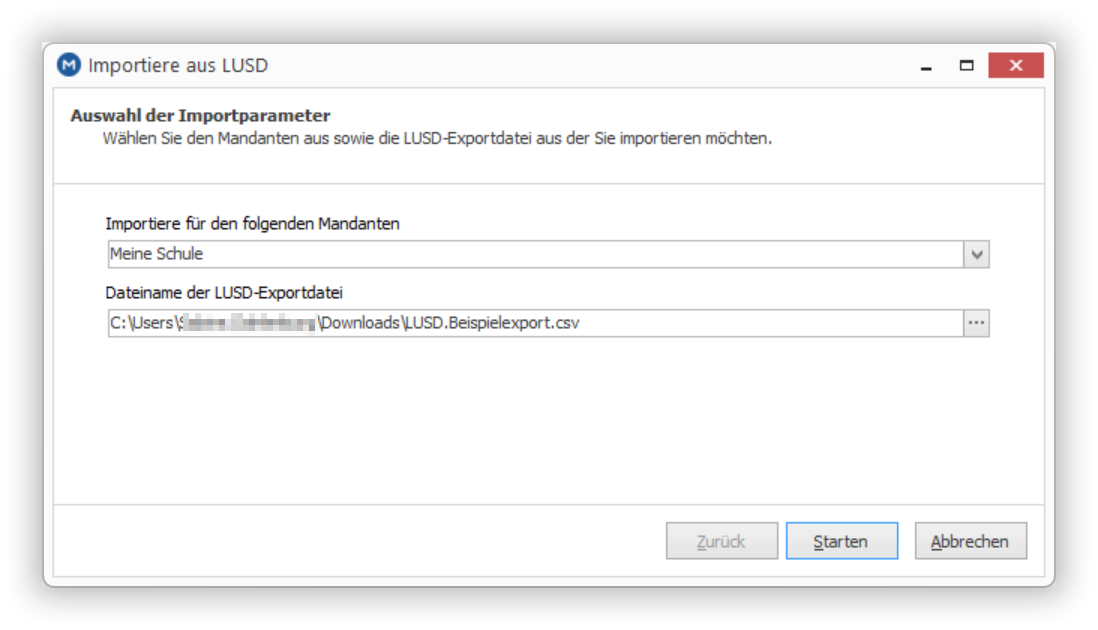 Importiere aus LUSD
Auswahl der Importparameter
Wählen Sie den Mandanten aus sowie die LUSD-Exportdatei aus der Sie importieren möchten.
Importiere für den folgenden Mandanten
Meine Schule
Dateiname der LUSD-Exportdatei
C:\Users\ \Downloads\LUSD.Beispielexport.csv
Zurück Starten Abbrechen